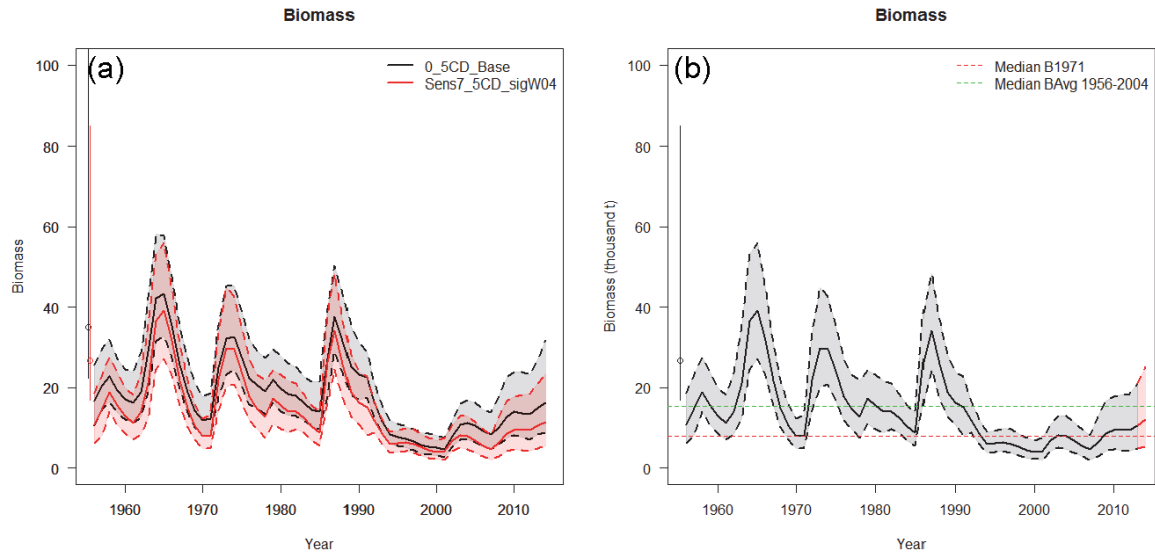 Biomass
(a)
0_5CD_Base
Sens7_5CD_sigW04
100
80
60
40
20
0
Biomass
1960 1970 1980 1990 2000 2010
Year
Biomass
(b)
Median B1971
Median BAvg 1956-2004
100
80
60
40
20
0
Biomass (thousand t)
1960 1970 1980 1990 2000 2010
Year